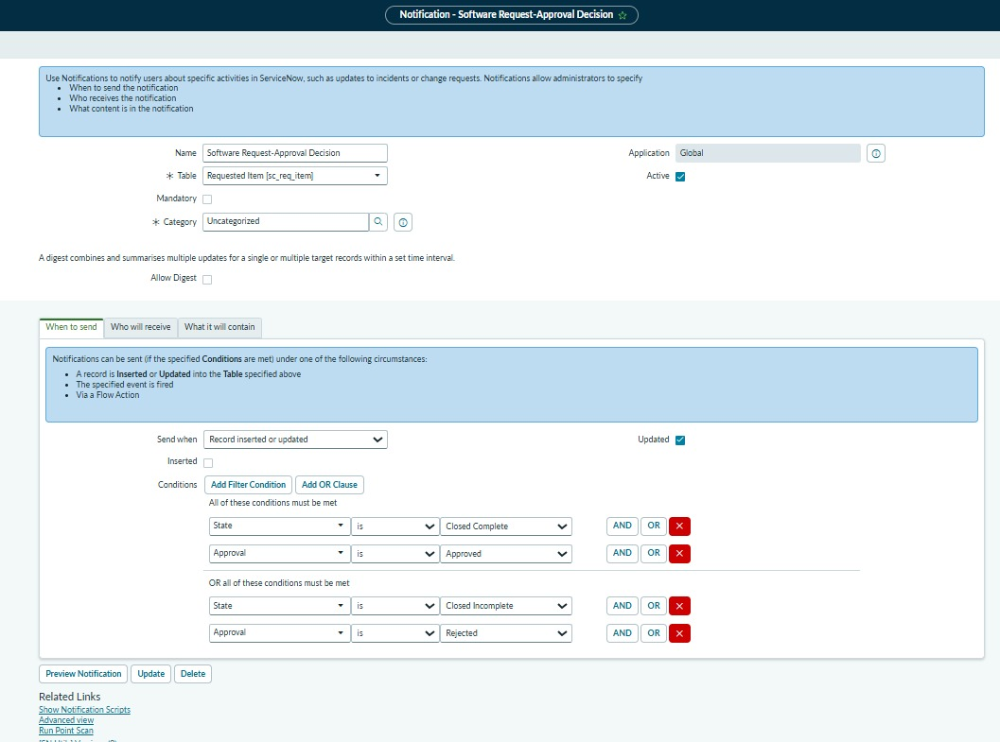 Notification - Software Request-Approval Decision
Use Notifications to notify users about specific activities in ServiceNow, such as updates to incidents or change requests. Notifications allow administrators to specify
When to send the notification
Who receives the notification
What content is in the notification
Name Software Request-Approval Decision Application Global
Table Requested Item [sc_req_item] Active
Mandatory
Category Uncategorized
A digest combines and summarises multiple updates for a single or multiple target records within a set time interval.
Allow Digest
When to send Who will receive What it will contain
Notifications can be sent (if the specified Conditions are met) under one of the following circumstances:
A record is Inserted or Updated into the Table specified above
The specified event is fired
Via a Flow Action
Send when Record inserted or updated Updated
Inserted
Conditions Add Filter Condition Add OR Clause
All of these conditions must be met
State is Closed Complete AND OR
Approval is Approved AND OR
OR all of these conditions must be met
State is Closed Incomplete AND OR
Approval is Rejected AND OR
Preview Notification Update Delete
Related Links
Show Notification Scripts
Advanced view
Run Point Scan